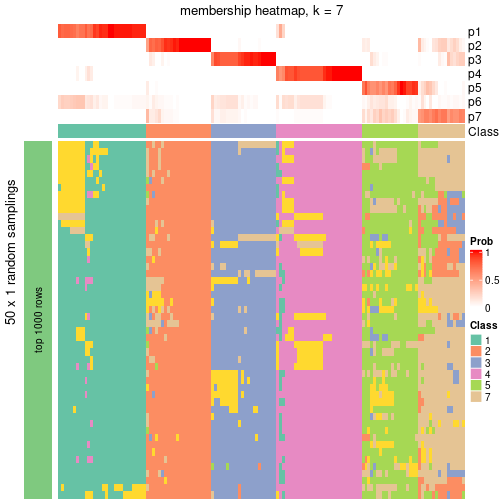 membership heatmap, k = 7
p1
p2
p3
p4
p5
p6
p7
Class
50 x 1 random samplings
top 1000 rows
Prob
1
0.5
0
Class
1
2
3
4
5
7